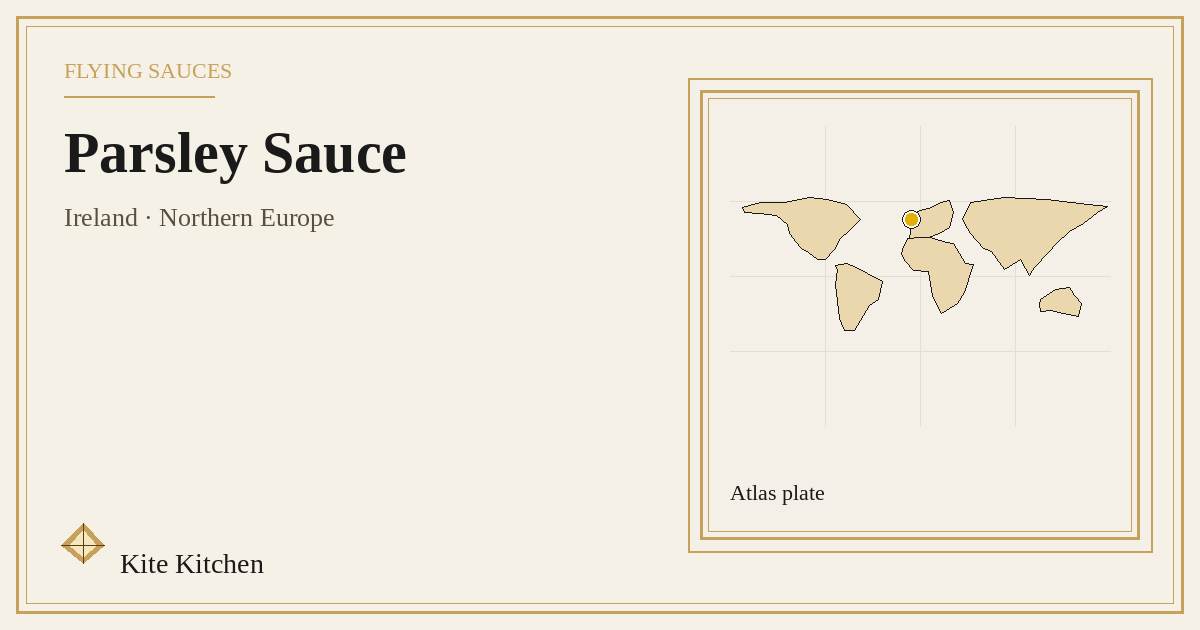 FLYING SAUCES
Parsley Sauce
Ireland · Northern Europe
Atlas plate
Kite Kitchen